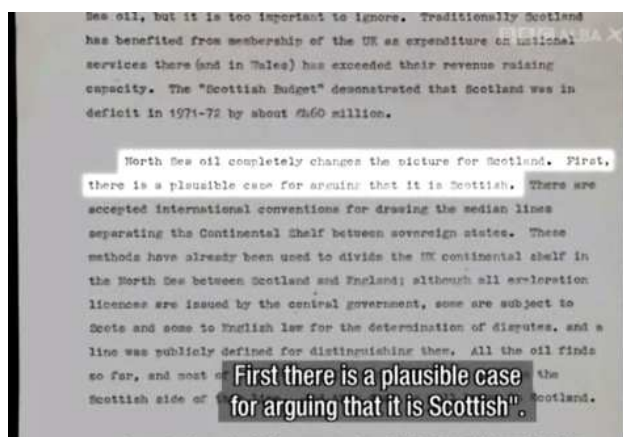 Sea oil, but it is too important to ignore. Traditionally Scotland
has benefited from membership of the UK as expenditure on national
services there (and in Wales) has exceeded their revenue raising
capacity. The "Scottish Budget" demonstrated that Scotland was in
deficit in 1971-72 by about million.
North Sea oil completely changes the picture for Scotland. First,
there is a plausible case for arguing that it is Scottish. There are
accepted international conventions for drawing the median lines
separating the Continental Shelf between sovereign states. These
methods have already been used to divide the UK continental shelf in
the North Sea between Scotland and England; although all exploration
licences are issued by the central government, some are subject to
Scots and some to English law for the determination of disputes, and a
line was publicly defined for distinguishing them. All the oil finds
so far, and most of the
Scottish side of Scotland.
First there is a plausible case
for arguing that it is Scottish".
ALBA